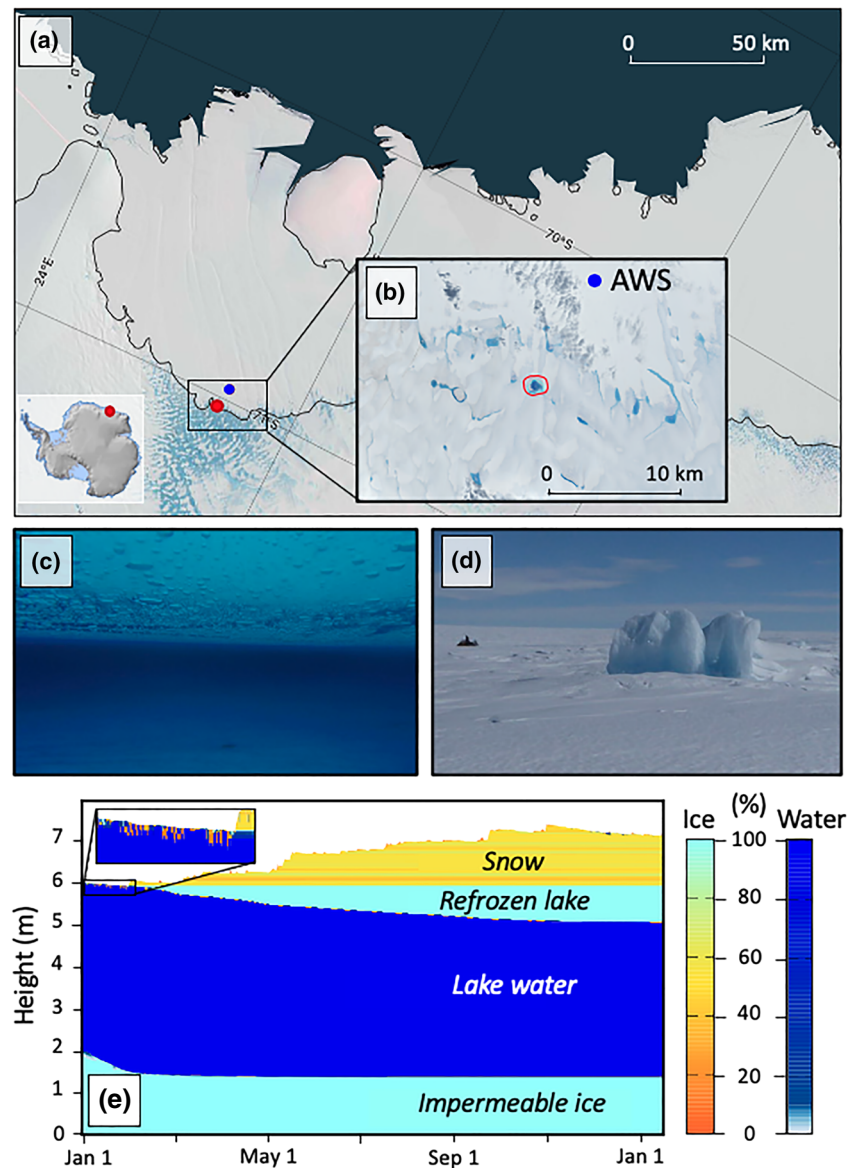 (a)
0 50 km
24°E
70°S
(b)
AWS
0 10 km
(c)
(d)
(%)
Ice Water
7
6
5
4
3
2
1
0
Height (m)
Snow
Refrozen lake
Lake water
Impermeable ice
(e)
100
80
60
40
20
0
Jan 1 May 1 Sep 1 Jan 1